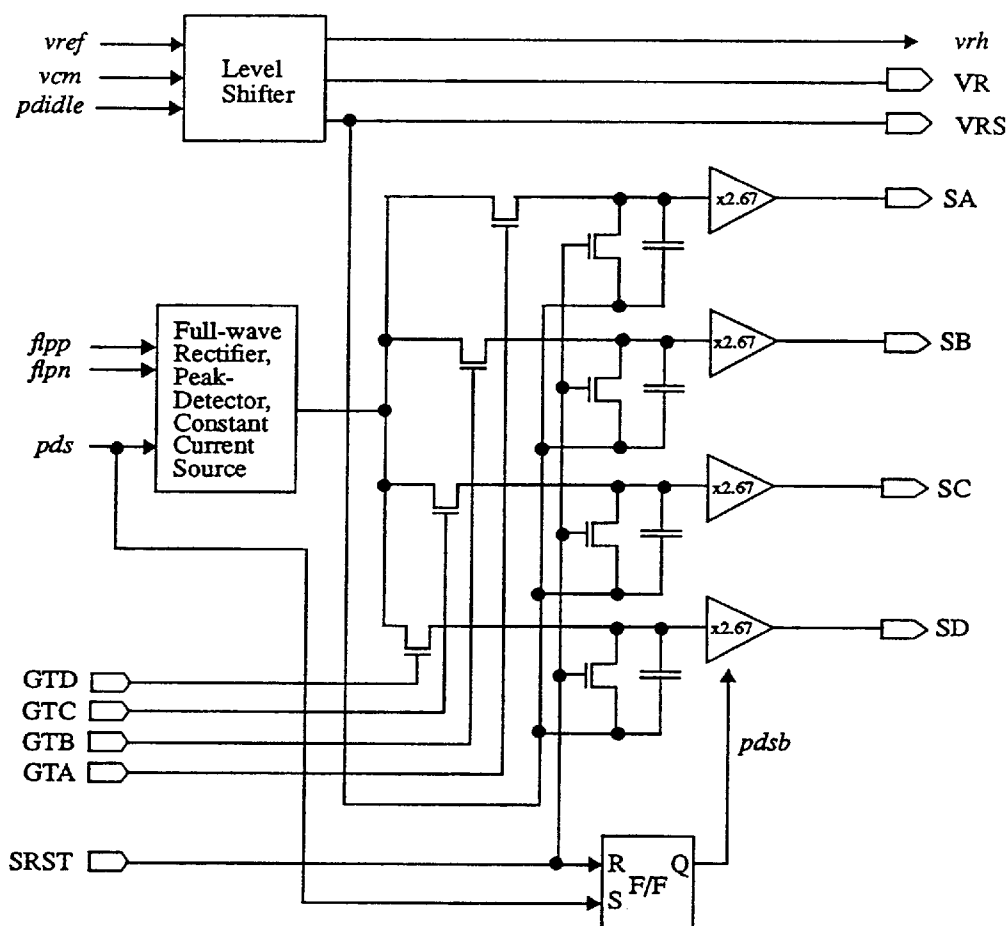 vref
vcm
pdidle
Level
Shifter
vrh
VR
VRS
x2.67
SA
flpp
flpn
pds
Full-wave
Rectifier,
Peak-
Detector,
Constant
Current
Source
x2.67
SB
x2.67
SC
x2.67
SD
GTD
GTC
GTB
GTA
pdsb
SRST
R Q
F/F
S